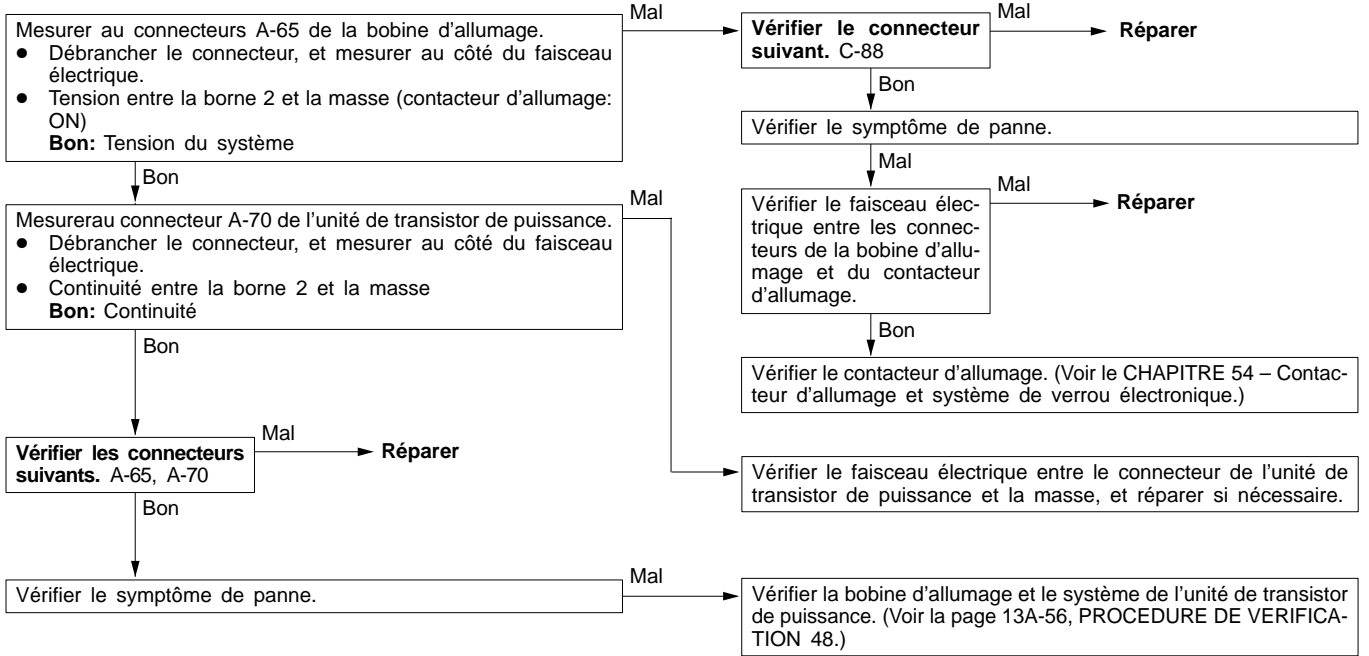 Mesurer au connecteurs A-65 de la bobine d'allumage.
● Débrancher le connecteur, et mesurer au côté du faisceau
électrique.
● Tension entre la borne 2 et la masse (contacteur d'allumage:
ON)
Bon: Tension du système
Mal
Vérifier le connecteur
suivant. C-88
Mal
Réparer
Bon
Vérifier le symptôme de panne.
Mal
Vérifier le faisceau élec-
trique entre les connec-
teurs de la bobine d'allu-
mage et du contacteur
d'allumage.
Mal
Réparer
Bon
Vérifier le contacteur d'allumage. (Voir le CHAPITRE 54 – Contac-
teur d'allumage et système de verrou électronique.)
Bon
Mesurerau connecteur A-70 de l'unité de transistor de puissance.
● Débrancher le connecteur, et mesurer au côté du faisceau
électrique.
● Continuité entre la borne 2 et la masse
Bon: Continuité
Mal
Vérifier le faisceau électrique entre le connecteur de l'unité de
transistor de puissance et la masse, et réparer si nécessaire.
Bon
Vérifier les connecteurs
suivants. A-65, A-70
Mal
Réparer
Bon
Vérifier le symptôme de panne.
Mal
Vérifier la bobine d'allumage et le système de l'unité de transistor
de puissance. (Voir la page 13A-56, PROCEDURE DE VERIFICA-
TION 48.)